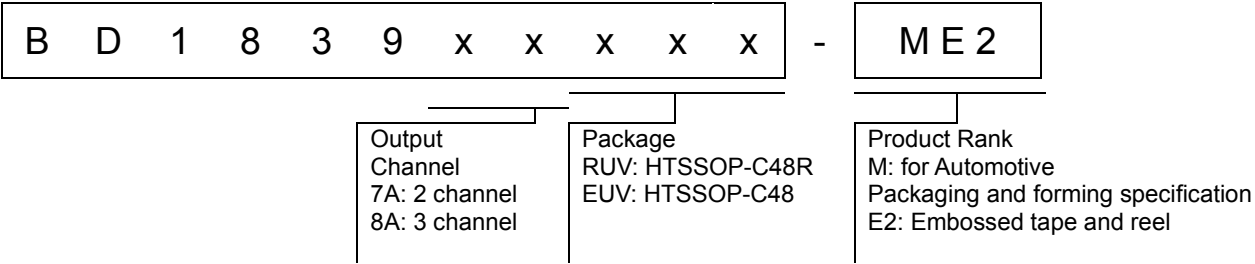 B D 1 8 3 9 x x x x x - M E 2
Output
Channel
7A: 2 channel
8A: 3 channel
Package
RUV: HTSSOP-C48R
EUV: HTSSOP-C48
Product Rank
M: for Automotive
Packaging and forming specification
E2: Embossed tape and reel